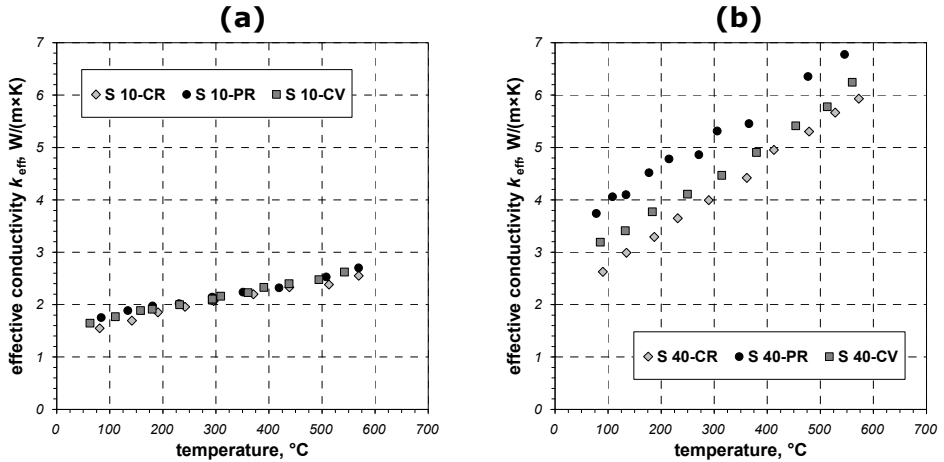 (a)
effective conductivity k eff, W/(m×K)
7
6
5
4
3
2
1
0
S 10-CR S 10-PR S 10-CV
0 100 200 300 400 500 600 700
temperature, °C
(b)
effective conductivity k eff, W/(m×K)
7
6
5
4
3
2
1
0
S 40-CR S 40-PR S 40-CV
0 100 200 300 400 500 600 700
temperature, °C